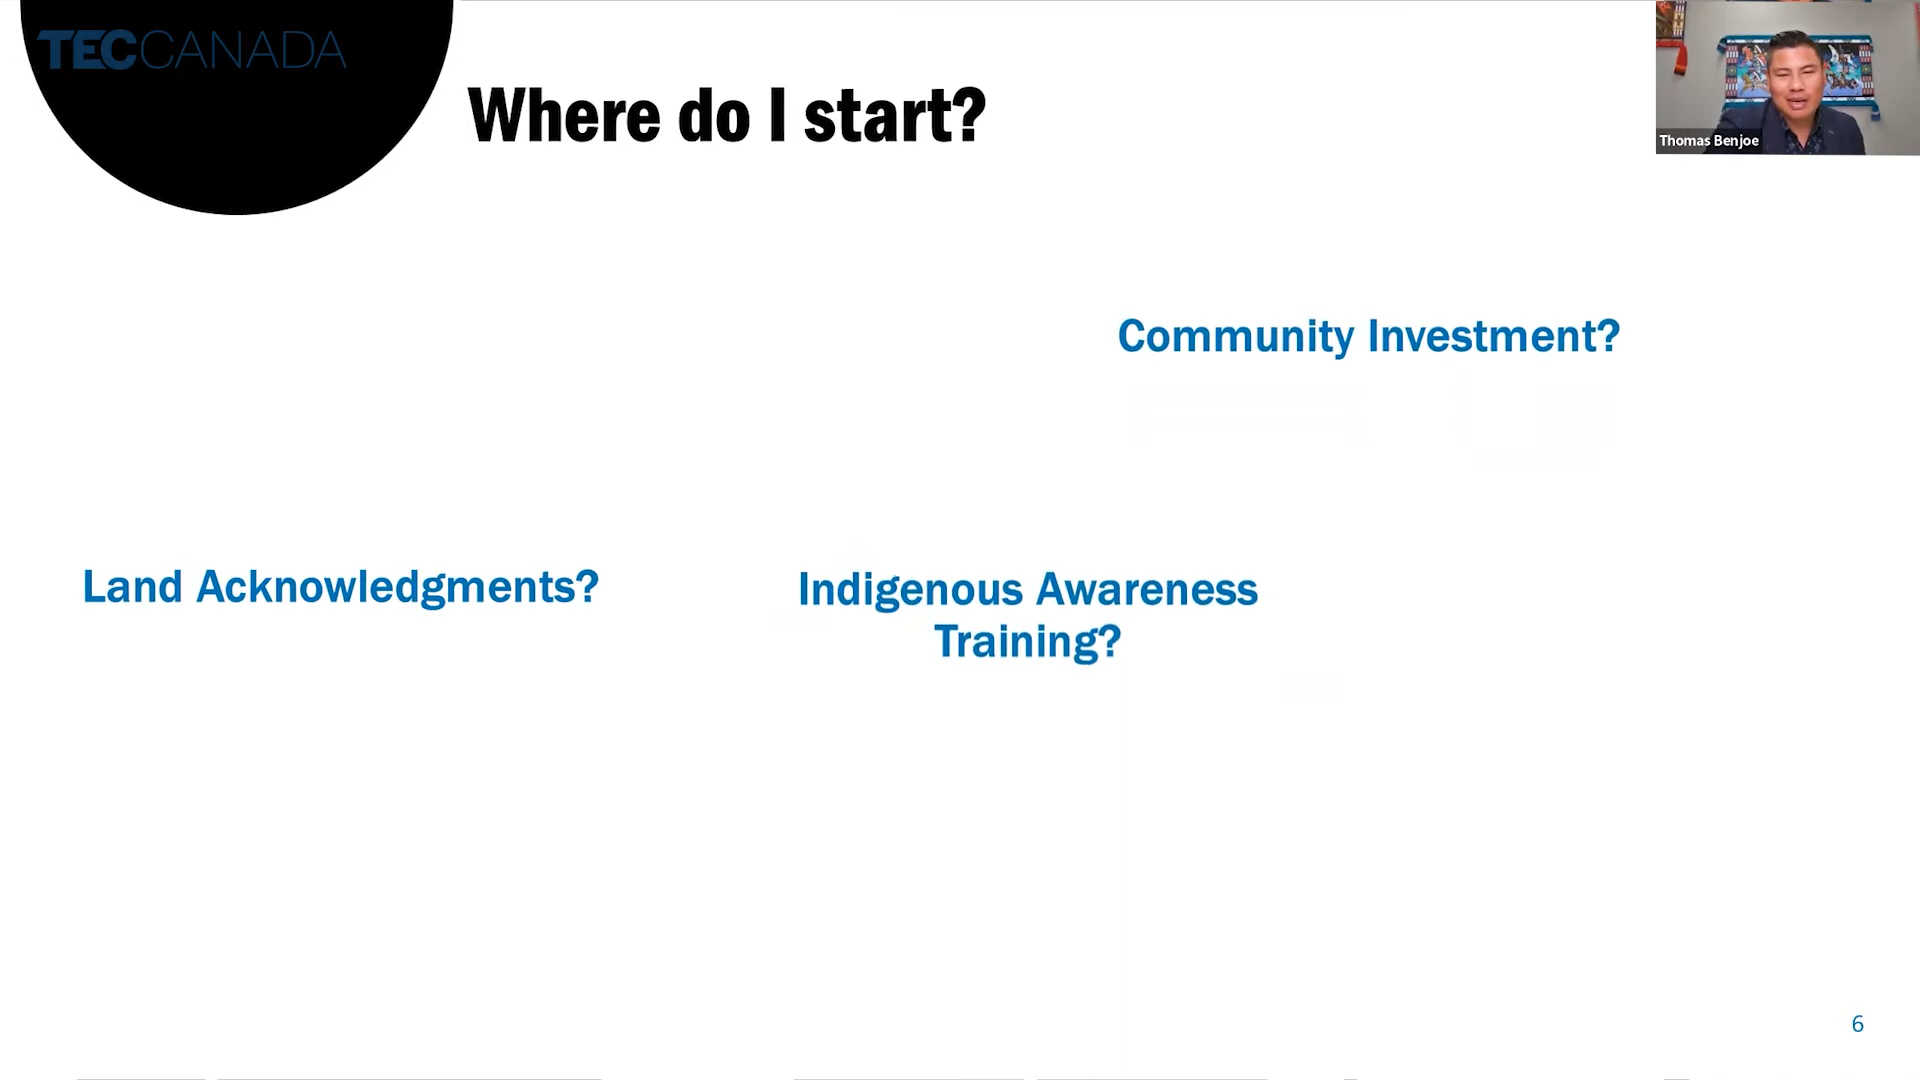 TECCANADA
Where do I start?
Thomas Benjoe
Community Investment?
Land Acknowledgments?
Indigenous Awareness
Training?
6